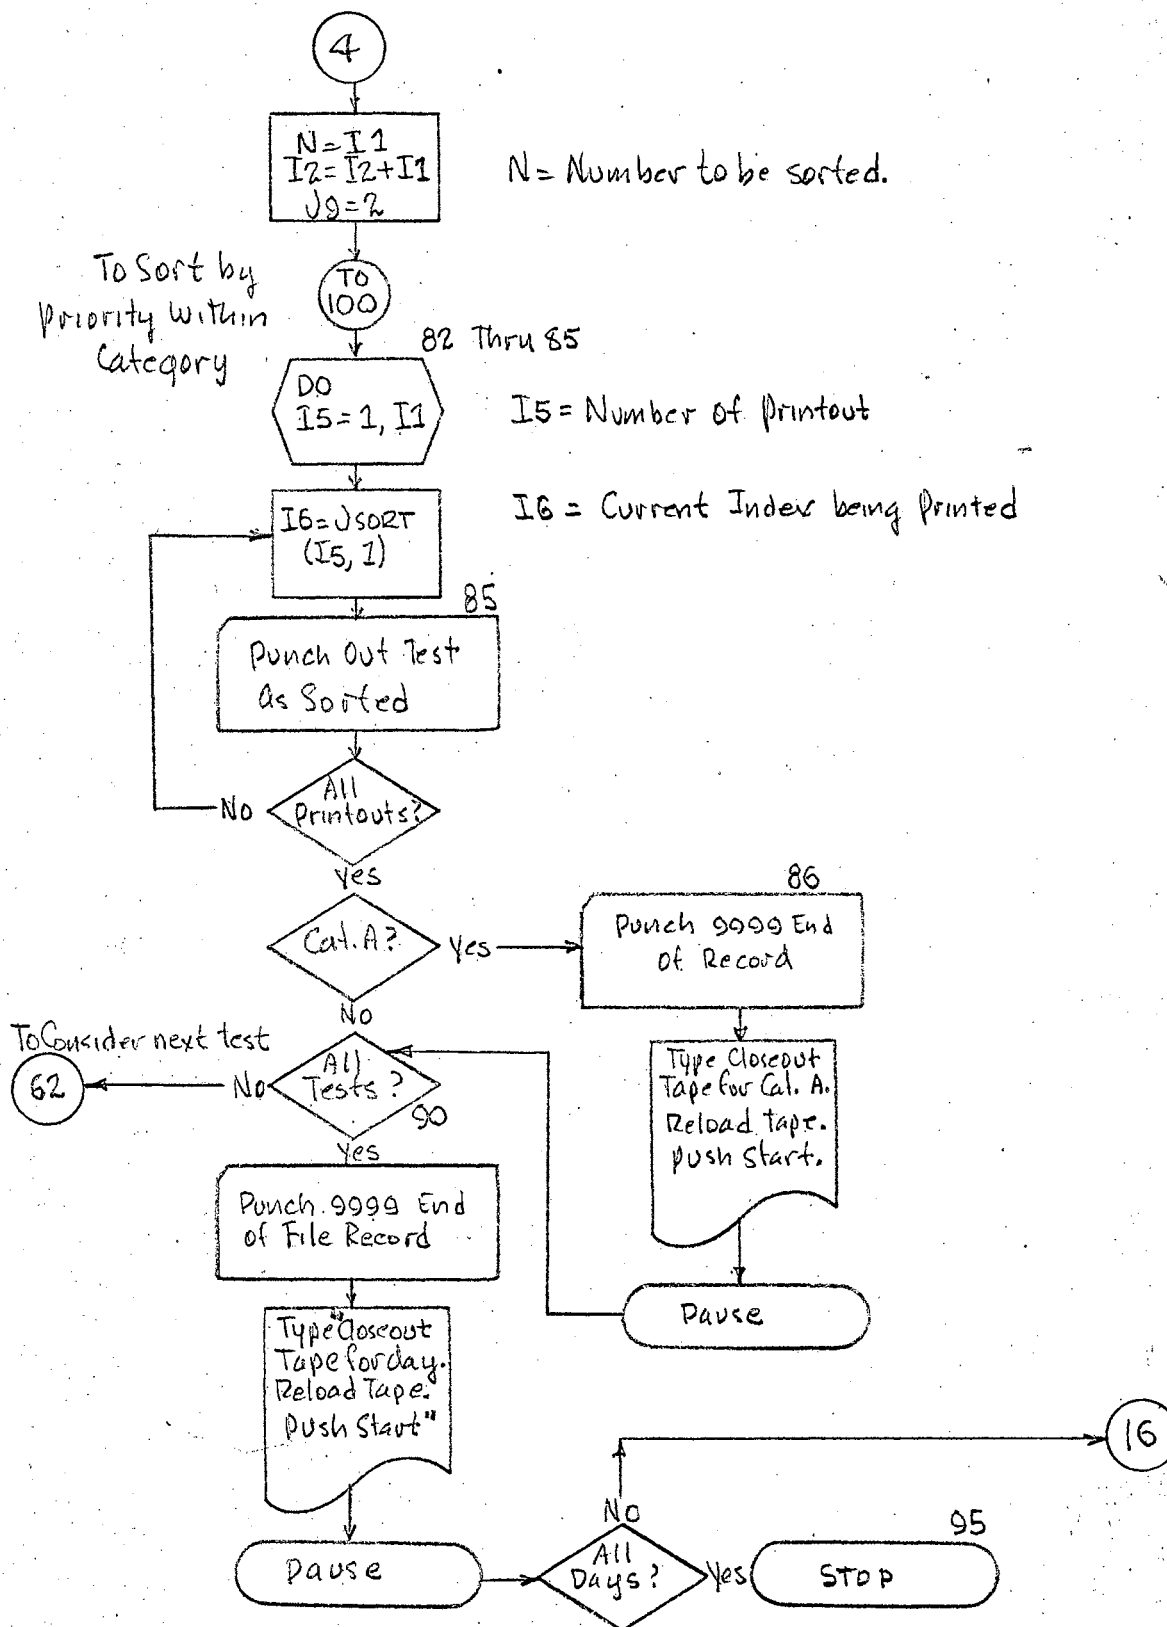 4
N=I1
I2=I2+I1
J9=2
N= Number to be sorted.
To Sort by
Priority Within
Category
TO
100
82 Thru 85
DO
I5=1, I1
I5= Number of Printout
I6=JSORT
(I5, 1)
I6 = Current Index being Printed
85
Punch Out Test
As Sorted
All
Printouts?
No
Yes
Cat. A?
Yes
86
Punch 9999 End
of Record
No
To Consider next test
62
No
All
Tests?
90
Type Closeout
Tape for Cat. A.
Reload tape.
Push Start.
Yes
Punch 9999 End
of File Record
Pause
Type "Closeout
Tape for day.
Reload Tape.
Push Start"
16
No
95
Pause
All
Days?
Yes
STOP